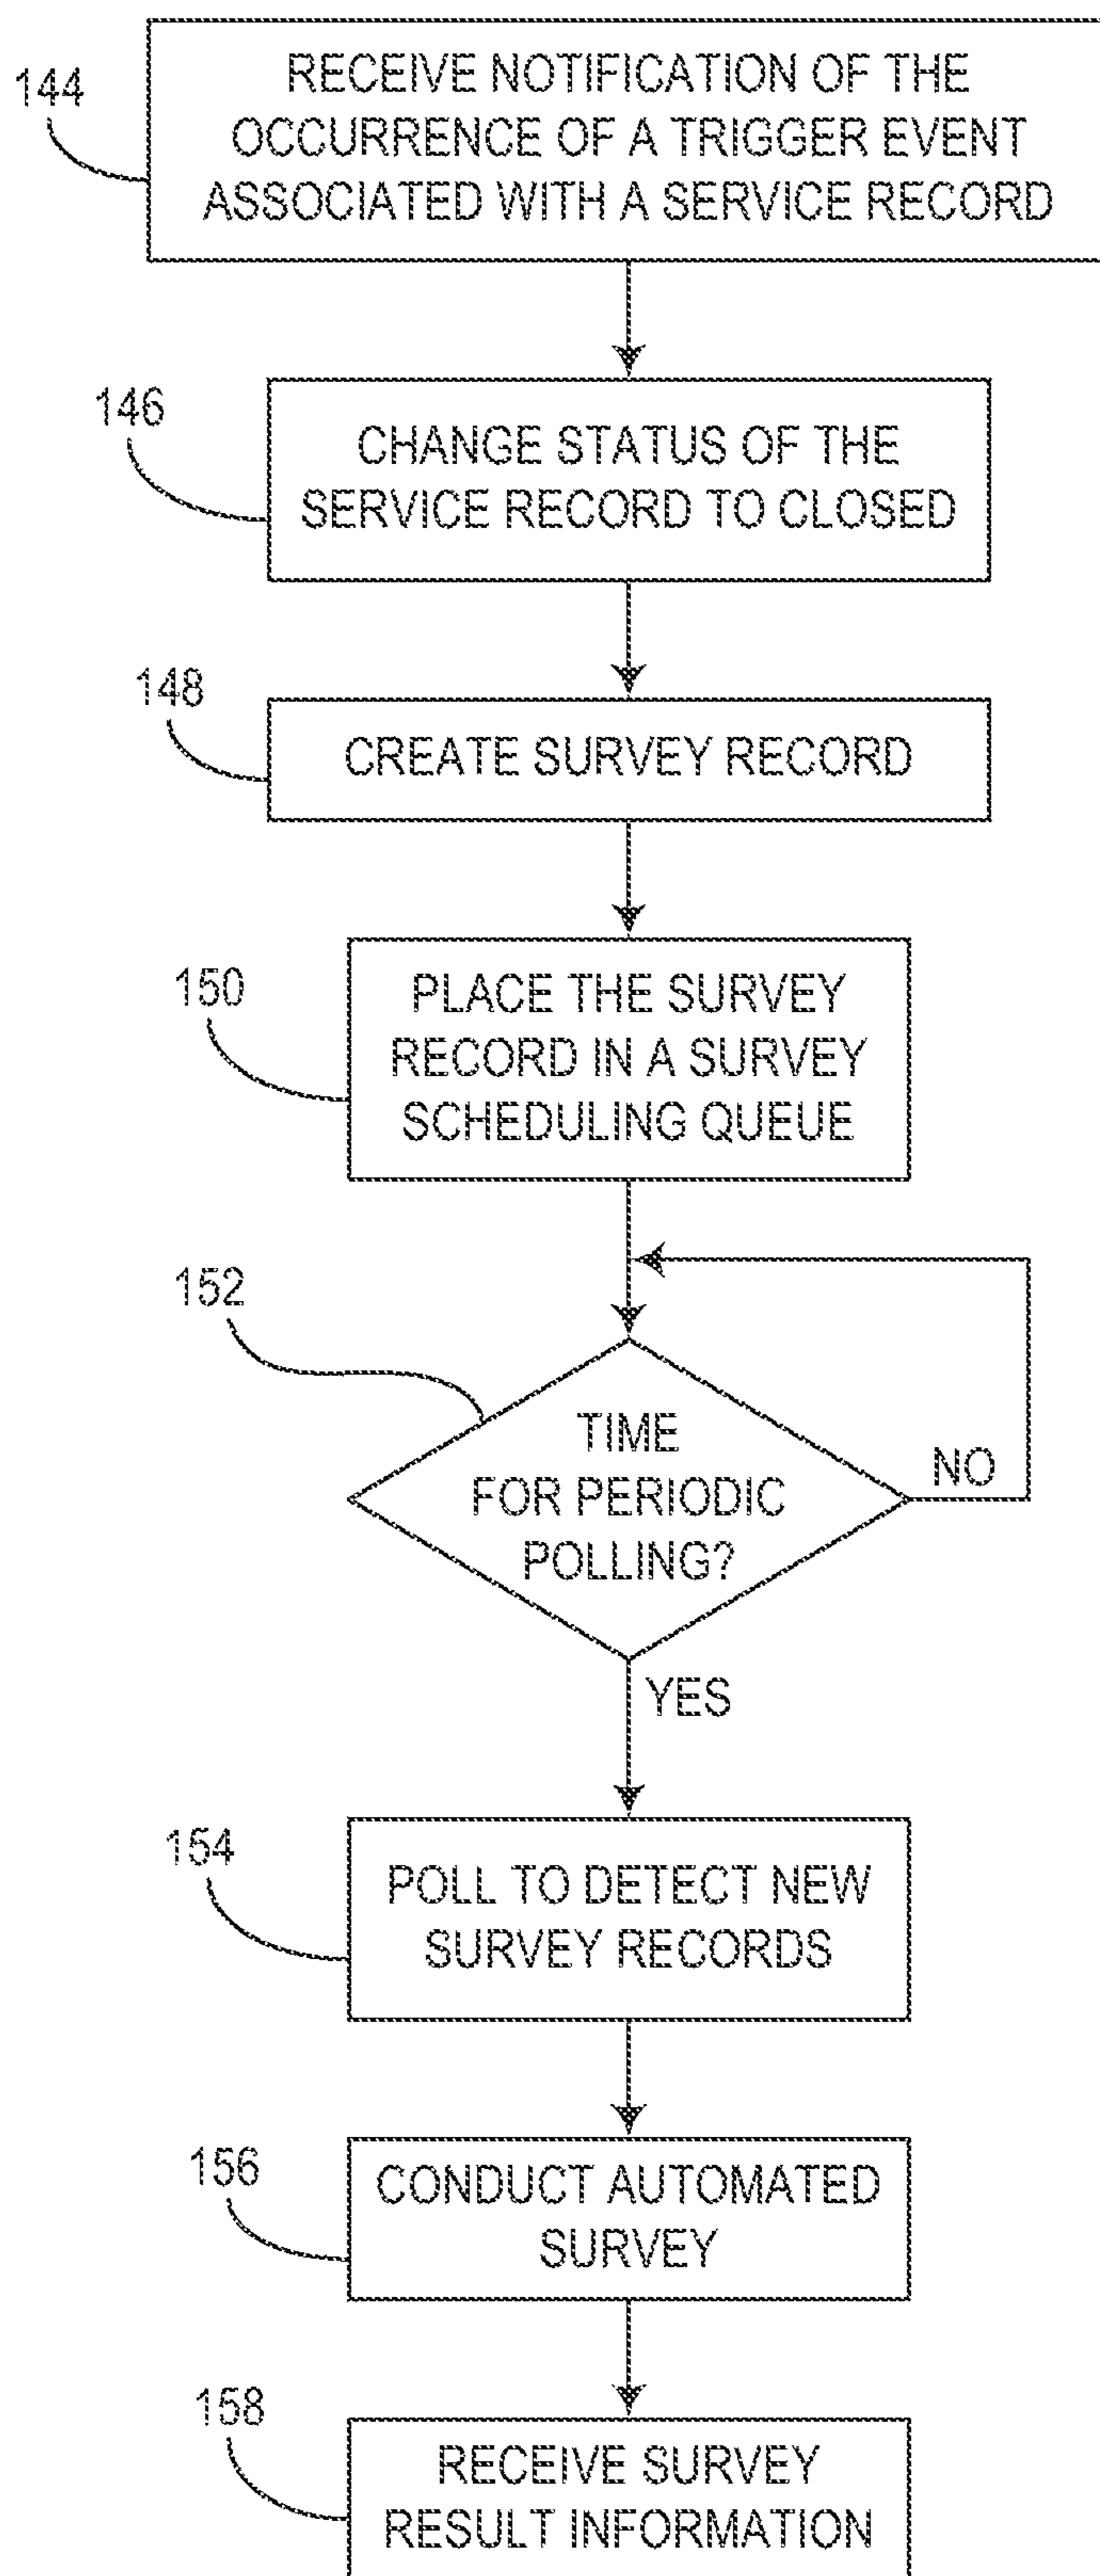 144
RECEIVE NOTIFICATION OF THE
OCCURRENCE OF A TRIGGER EVENT
ASSOCIATED WITH A SERVICE RECORD
146
CHANGE STATUS OF THE
SERVICE RECORD TO CLOSED
148
CREATE SURVEY RECORD
150
PLACE THE SURVEY
RECORD IN A SURVEY
SCHEDULING QUEUE
152
TIME
FOR PERIODIC
POLLING?
NO
YES
154
POLL TO DETECT NEW
SURVEY RECORDS
156
CONDUCT AUTOMATED
SURVEY
158
RECEIVE SURVEY
RESULT INFORMATION